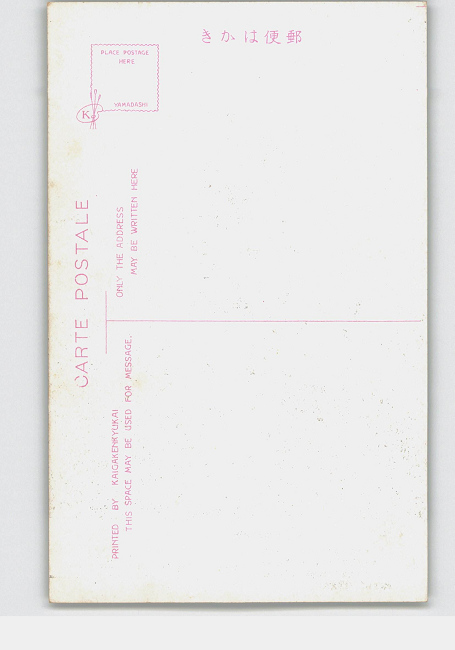 きかは便郵
PLACE POSTAGE
HERE
YAMADASHI
K
CARTE POSTALE
ONLY THE ADDRESS
MAY BE WRITTEN HERE
THIS SPACE MAY BE USED FOR MESSAGE.
PRINTED BY KAIGAKENKYUKAI